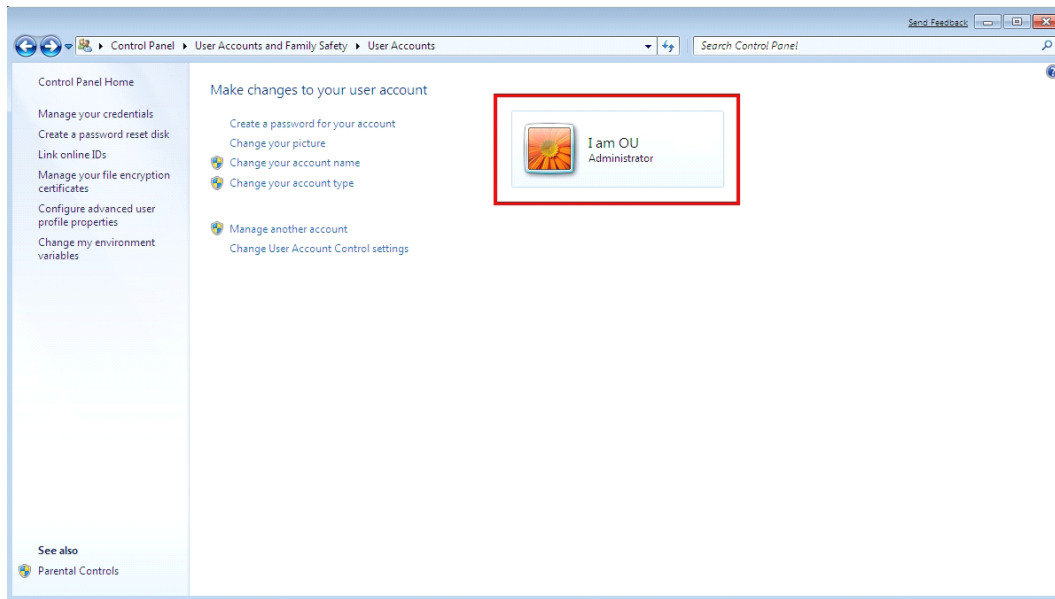 Send Feedback
Control Panel ▸ User Accounts and Family Safety ▸ User Accounts
Search Control Panel
Control Panel Home
Manage your credentials
Create a password reset disk
Link online IDs
Manage your file encryption
certificates
Configure advanced user
profile properties
Change my environment
variables
See also
Parental Controls
Make changes to your user account
Create a password for your account
Change your picture
Change your account name
Change your account type
Manage another account
Change User Account Control settings
I am OU
Administrator